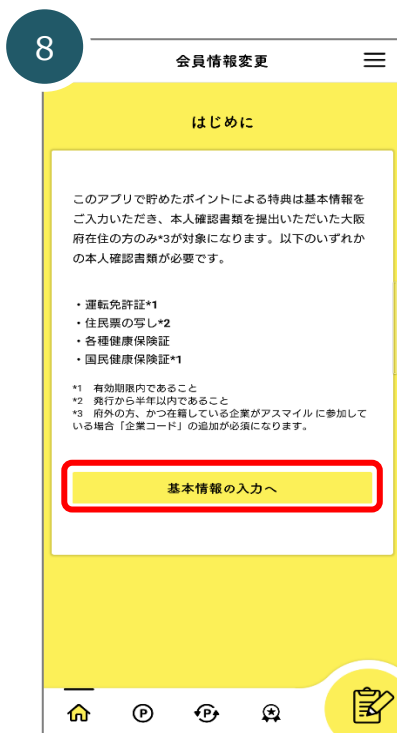 8
会員情報変更
はじめに
このアプリで貯めたポイントによる特典は基本情報を
ご入力いただき、本人確認書類を提出いただいた大阪
府在住の方のみ*3が対象になります。以下のいずれか
の本人確認書類が必要です。
・運転免許証*1
・住民票の写し*2
・各種健康保険証
・国民健康保険証*1
*1 有効期限内であること
*2 発行から半年以内であること
*3 府外の方、かつ在籍している企業がアスマイルに参加して
いる場合「企業コード」の追加が必須になります。
基本情報の入力へ
P
P